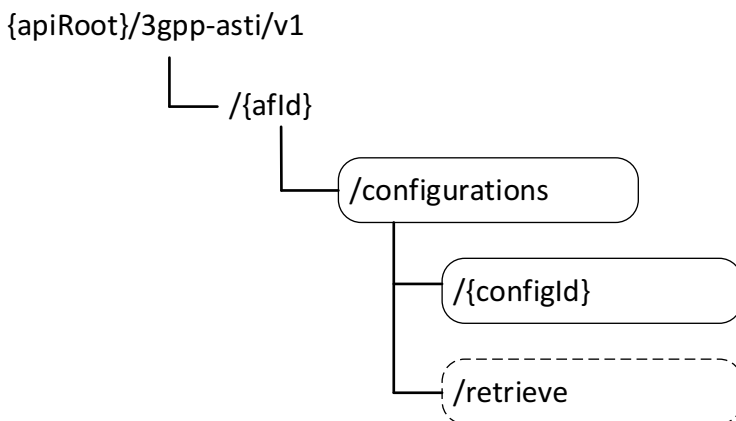 {apiRoot}/3gpp-asti/v1
/{afId}
/configurations
/{configId}
/retrieve